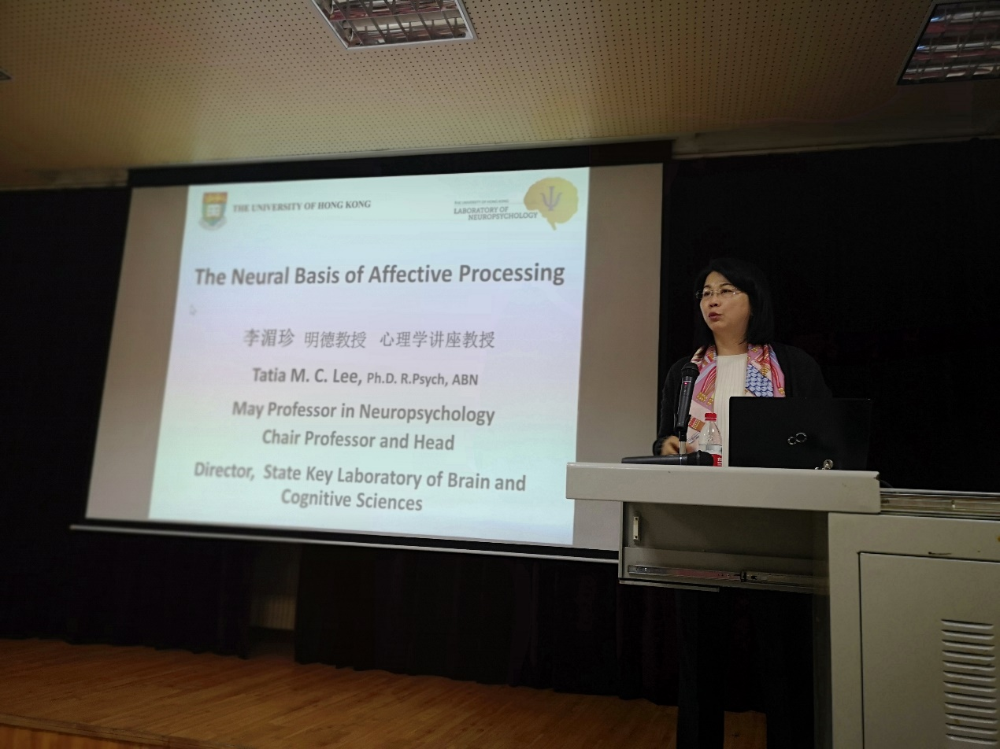 THE UNIVERSITY OF HONG KONG
THE UNIVERSITY OF HONG KONG
LABORATORY OF
NEUROPSYCHOLOGY
The Neural Basis of Affective Processing
李湄珍 明德教授 心理学讲座教授
Tatia M. C. Lee, Ph.D. R.Psych, ABN
May Professor in Neuropsychology
Chair Professor and Head
Director, State Key Laboratory of Brain and
Cognitive Sciences